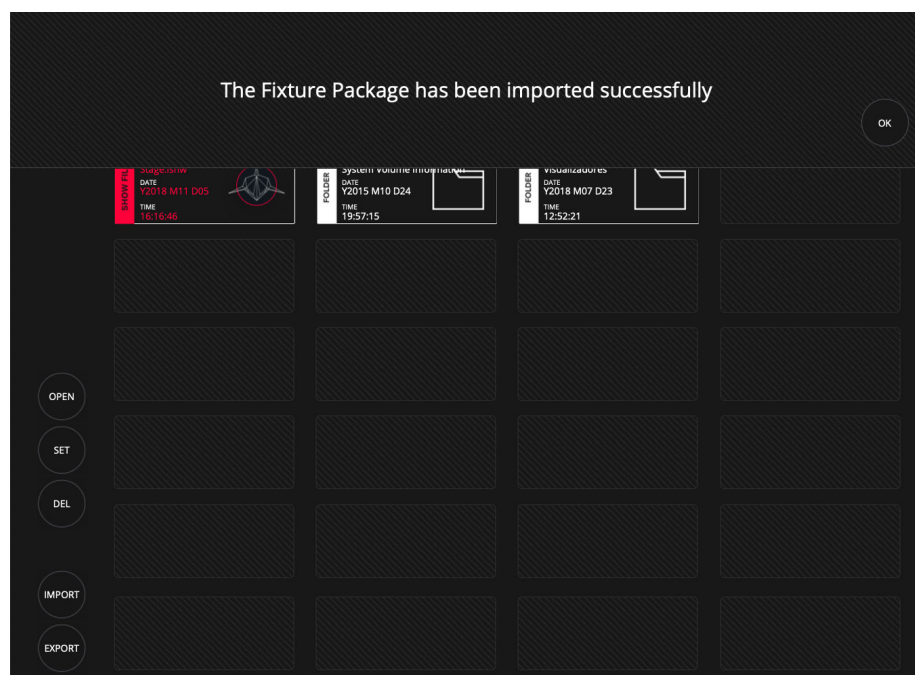 The Fixture Package has been imported successfully
OK
SHOW FIL
Stage.ishw
DATE
Y2018 M11 D05
TIME
16:16:46
FOLDER
System Volume Information
DATE
Y2015 M10 D24
TIME
19:57:15
FOLDER
Visualizadores
DATE
Y2018 M07 D23
TIME
12:52:21
OPEN
SET
DEL
IMPORT
EXPORT